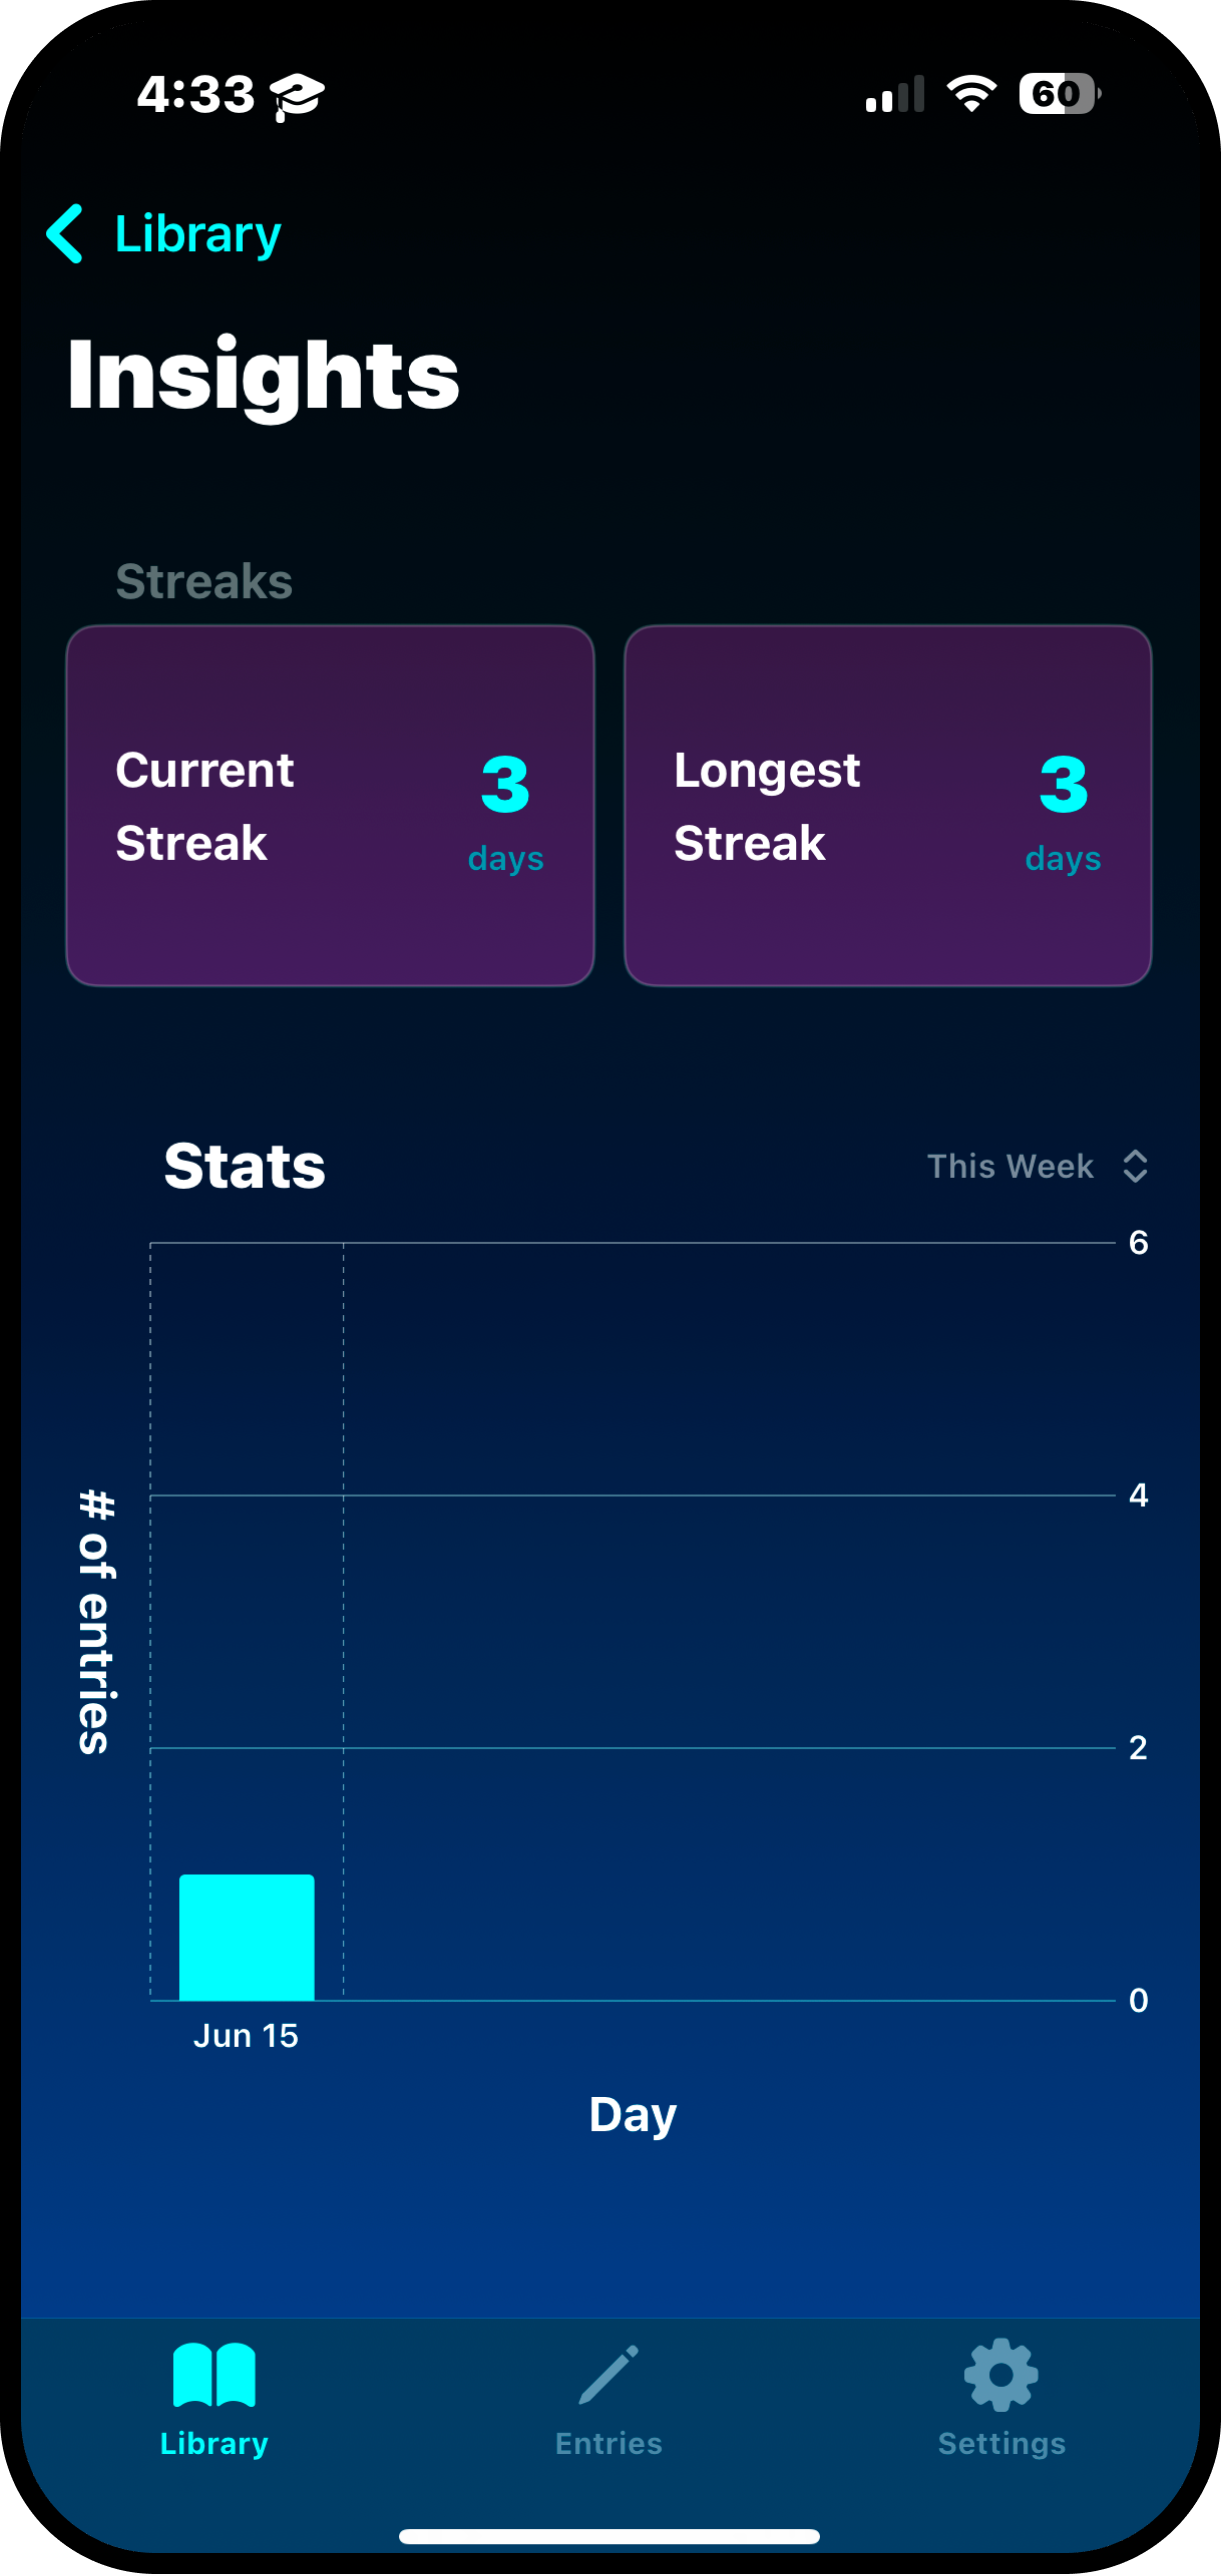 4:33
60
Library
Insights
Streaks
Current
Streak
3
days
Longest
Streak
3
days
Stats
This Week
6
4
2
0
# of entries
Jun 15
Day
Library
Entries
Settings